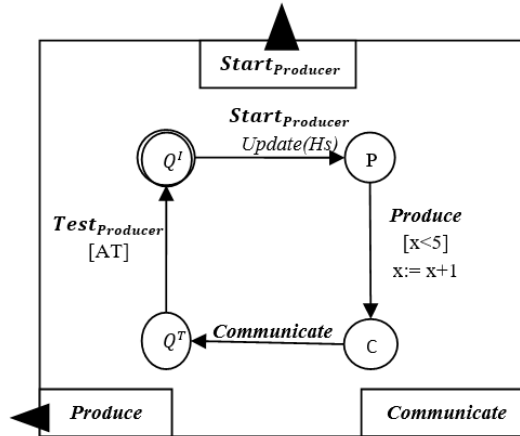 Start_Producer
Start_Producer
Update(Hs)
Q^I
P
Test_Producer
[AT]
Produce
[x<5]
x:= x+1
Communicate
Q^T
C
Produce
Communicate